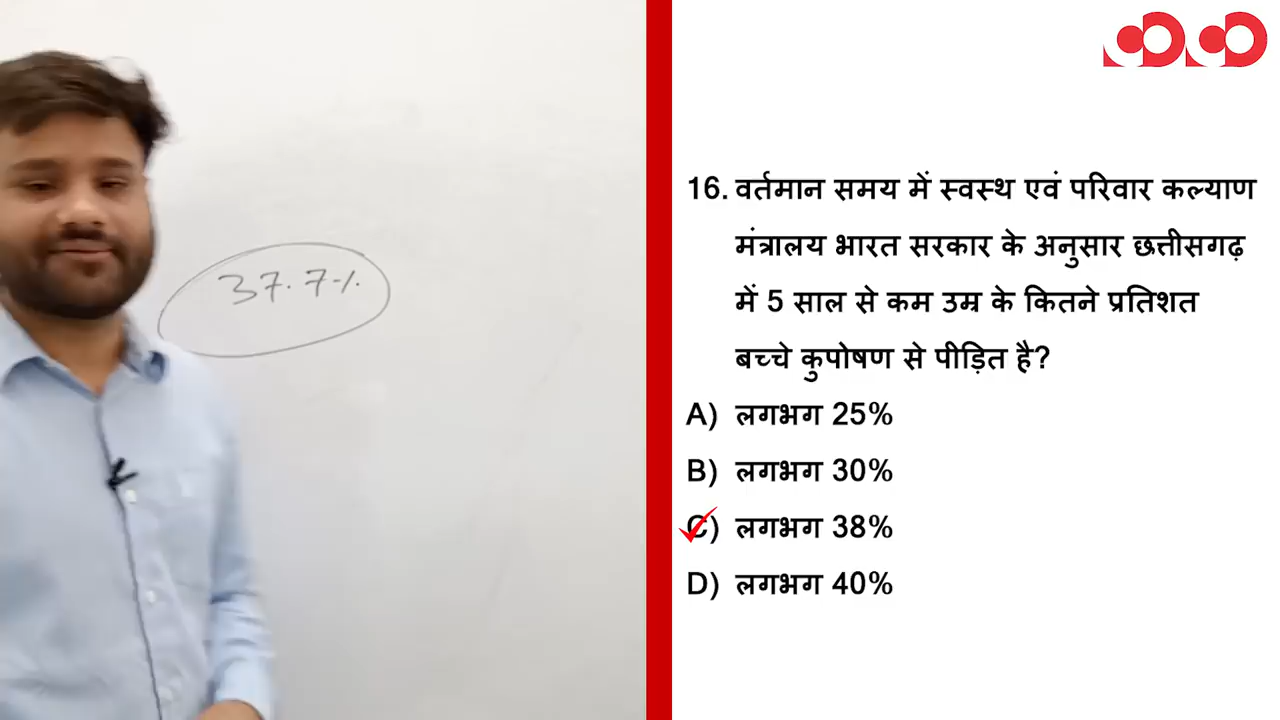 37.7%
16. वर्तमान समय में स्वस्थ एवं परिवार कल्याण
मंत्रालय भारत सरकार के अनुसार छत्तीसगढ़
में 5 साल से कम उम्र के कितने प्रतिशत
बच्चे कुपोषण से पीड़ित है?
A) लगभग 25%
B) लगभग 30%
C) लगभग 38%
D) लगभग 40%